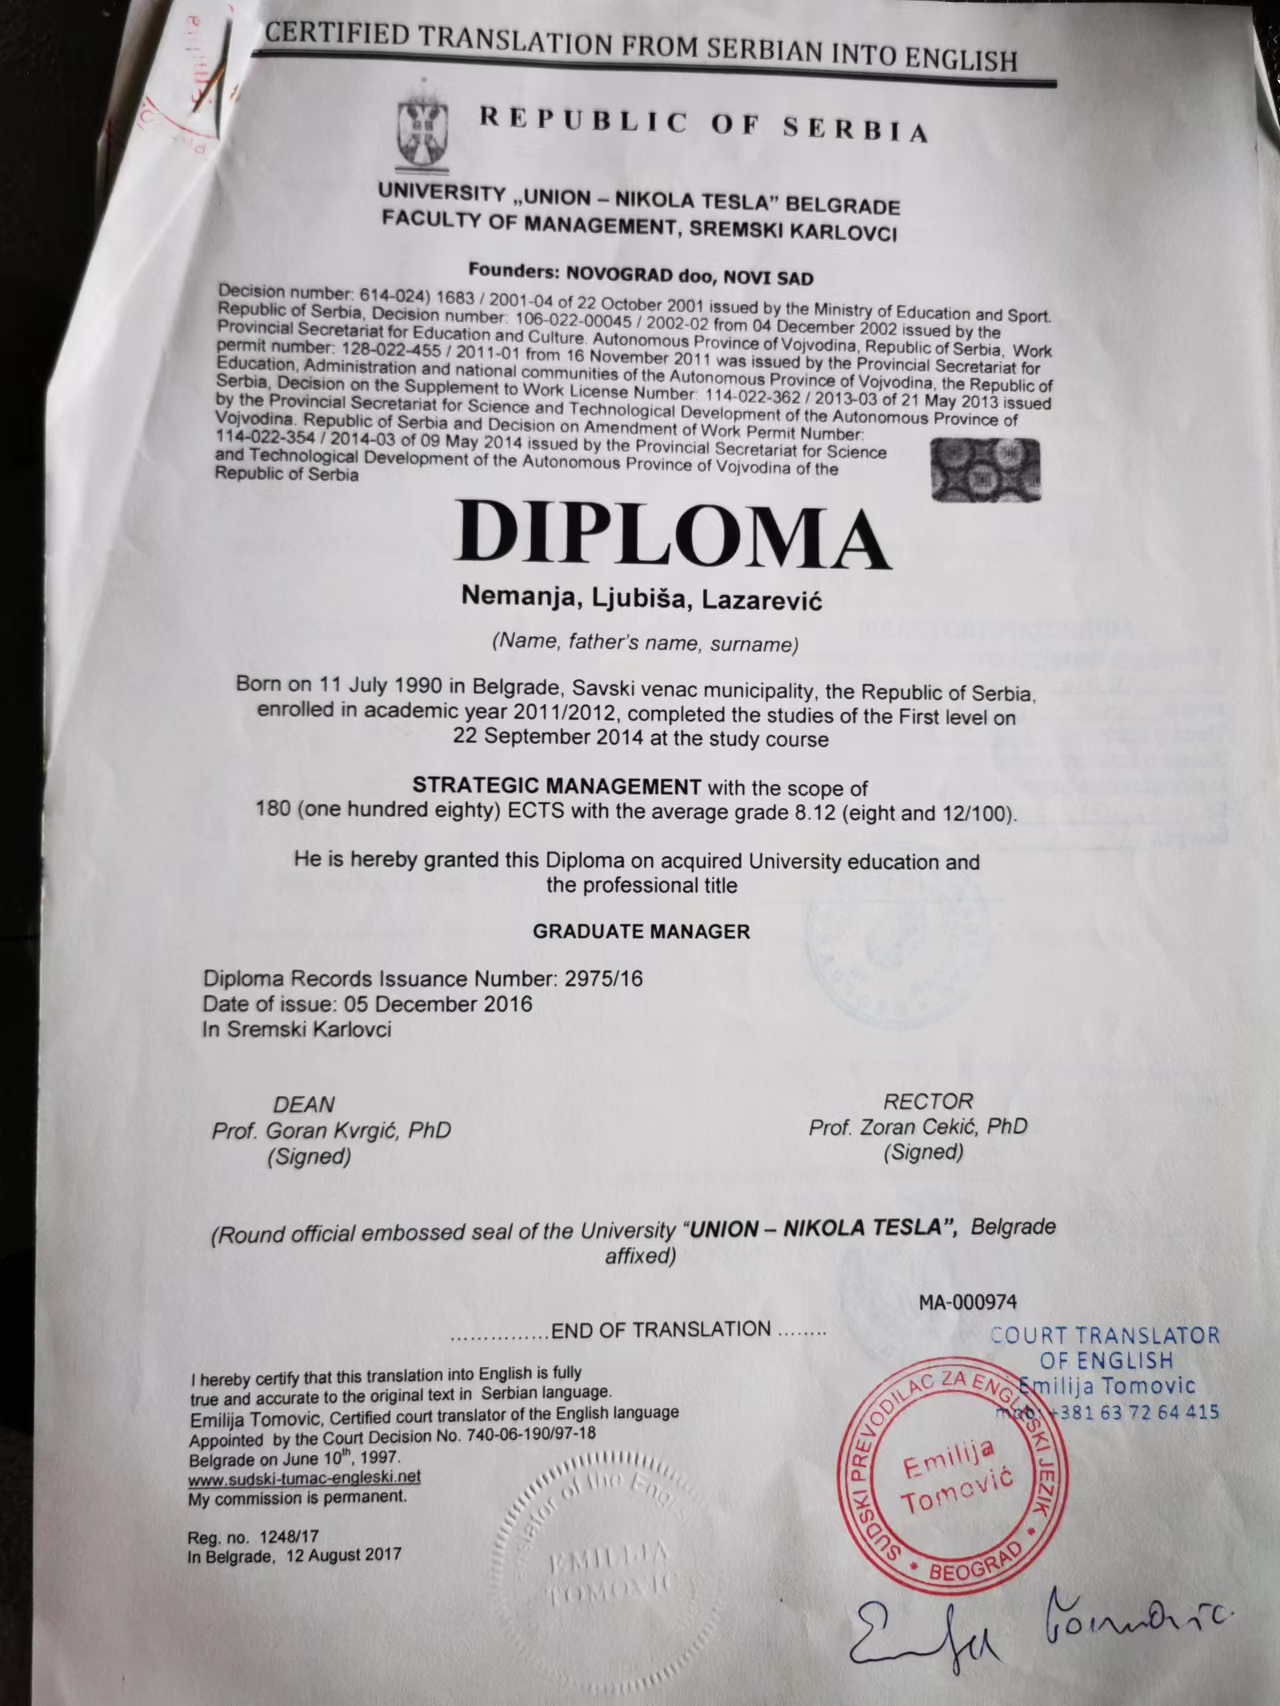 CERTIFIED TRANSLATION FROM SERBIAN INTO ENGLISH
REPUBLIC OF SERBIA
UNIVERSITY „UNION – NIKOLA TESLA” BELGRADE
FACULTY OF MANAGEMENT, SREMSKI KARLOVCI
Founders: NOVOGRAD doo, NOVI SAD
Decision number: 614-024) 1683 / 2001-04 of 22 October 2001 issued by the Ministry of Education and Sport.
Republic of Serbia, Decision number: 106-022-00045 / 2002-02 from 04 December 2002 issued by the
Provincial Secretariat for Education and Culture. Autonomous Province of Vojvodina, Republic of Serbia, Work
permit number: 128-022-455 / 2011-01 from 16 November 2011 was issued by the Provincial Secretariat for
Education, Administration and national communities of the Autonomous Province of Vojvodina, the Republic of
Serbia, Decision on the Supplement to Work License Number: 114-022-362 / 2013-03 of 21 May 2013 issued
by the Provincial Secretariat for Science and Technological Development of the Autonomous Province of
Vojvodina. Republic of Serbia and Decision on Amendment of Work Permit Number:
114-022-354 / 2014-03 of 09 May 2014 issued by the Provincial Secretariat for Science
and Technological Development of the Autonomous Province of Vojvodina of the
Republic of Serbia
DIPLOMA
Nemanja, Ljubiša, Lazarević
(Name, father's name, surname)
Born on 11 July 1990 in Belgrade, Savski venac municipality, the Republic of Serbia,
enrolled in academic year 2011/2012, completed the studies of the First level on
22 September 2014 at the study course
STRATEGIC MANAGEMENT with the scope of
180 (one hundred eighty) ECTS with the average grade 8.12 (eight and 12/100).
He is hereby granted this Diploma on acquired University education and
the professional title
GRADUATE MANAGER
Diploma Records Issuance Number: 2975/16
Date of issue: 05 December 2016
In Sremski Karlovci
DEAN
Prof. Goran Kvrgić, PhD
(Signed)
RECTOR
Prof. Zoran Cekić, PhD
(Signed)
(Round official embossed seal of the University “UNION – NIKOLA TESLA”, Belgrade
affixed)
MA-000974
...............END OF TRANSLATION ........
COURT TRANSLATOR
OF ENGLISH
Emilija Tomovic
mob: +381 63 72 64 415
I hereby certify that this translation into English is fully
true and accurate to the original text in Serbian language.
Emilija Tomovic, Certified court translator of the English language
Appointed by the Court Decision No. 740-06-190/97-18
Belgrade on June 10th, 1997.
www.sudski-tumac-engleski.net
My commission is permanent.
Reg. no. 1248/17
In Belgrade, 12 August 2017
SUDSKI PREVODILAC ZA ENGLESKI JEZIK * BEOGRAD *
Emilija
Tomović
of the
EMILIJA
TOMOVIC